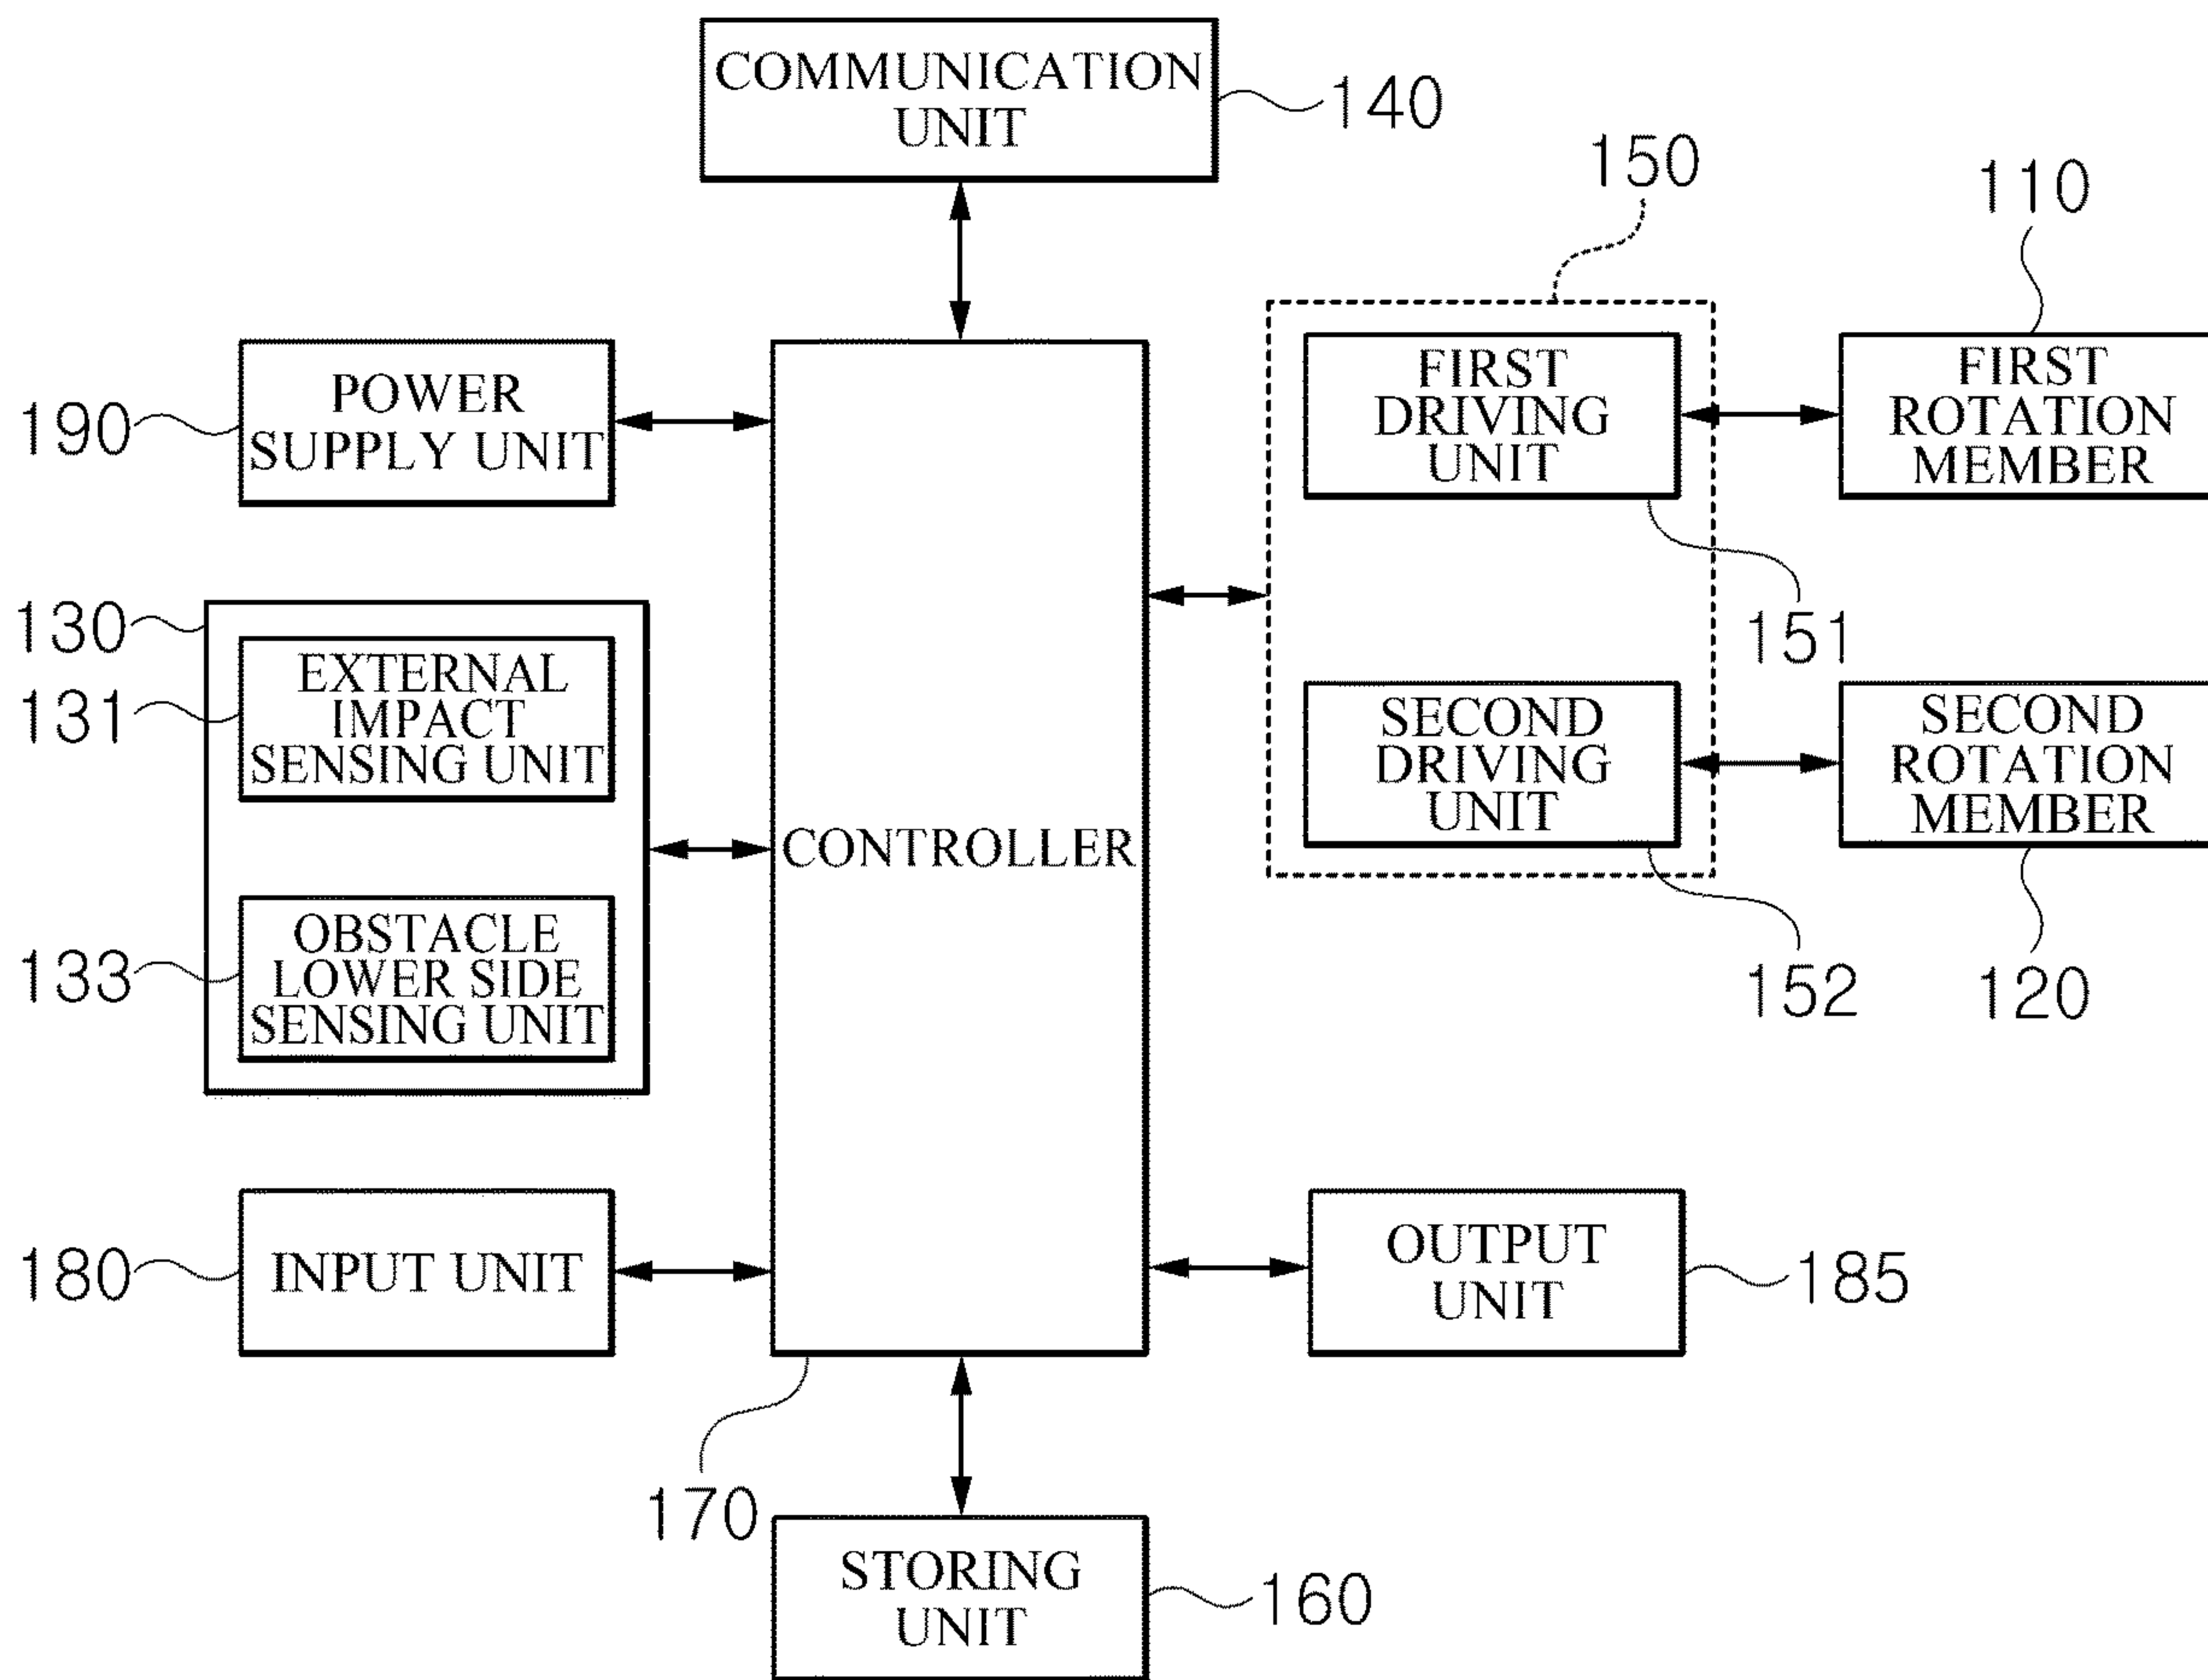 COMMUNICATION
UNIT
140
150
110
190
POWER
SUPPLY UNIT
FIRST
DRIVING
UNIT
FIRST
ROTATION
MEMBER
151
130
131
EXTERNAL
IMPACT
SENSING UNIT
SECOND
DRIVING
UNIT
SECOND
ROTATION
MEMBER
CONTROLLER
133
OBSTACLE
LOWER SIDE
SENSING UNIT
152
120
180
INPUT UNIT
OUTPUT
UNIT
185
170
STORING
UNIT
160